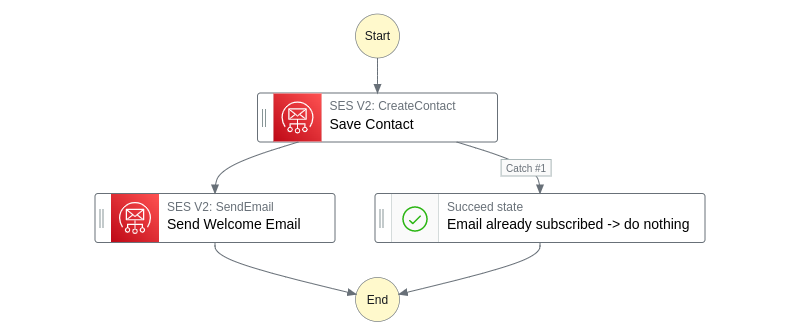 Start
SES V2: CreateContact
Save Contact
Catch #1
SES V2: SendEmail
Send Welcome Email
Succeed state
Email already subscribed -> do nothing
End